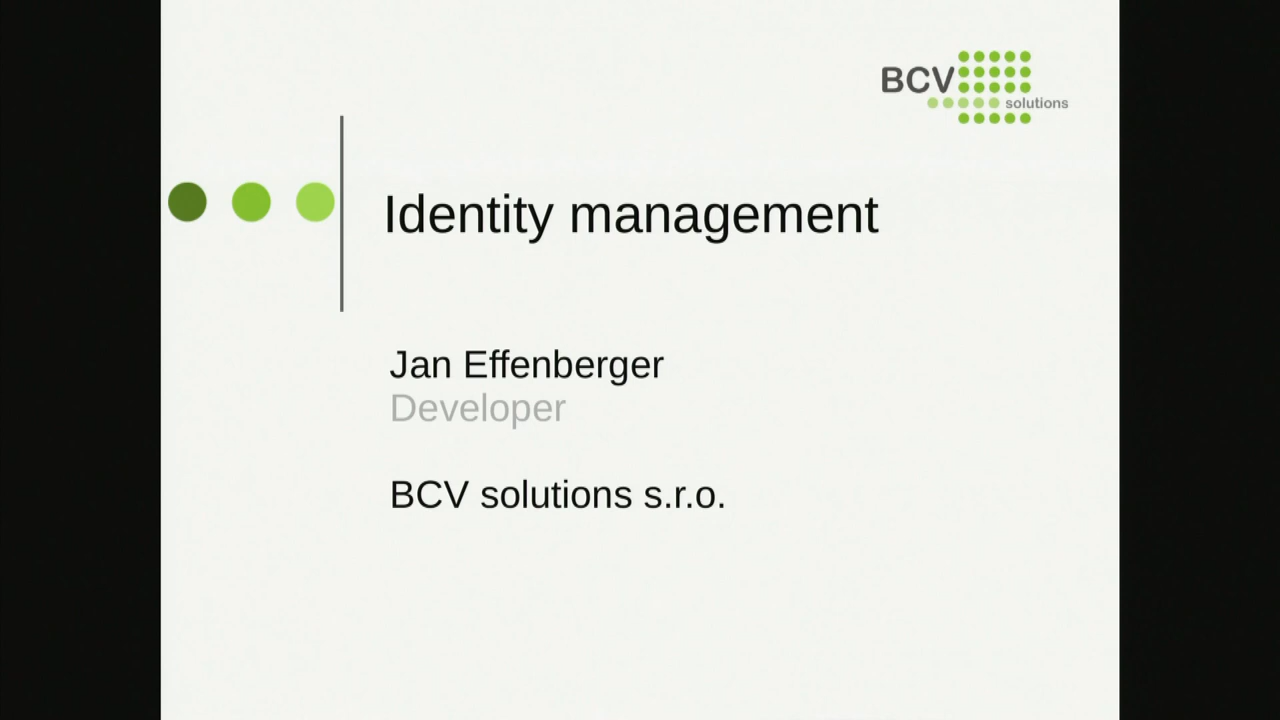 BCV
solutions
Identity management
Jan Effenberger
Developer
BCV solutions s.r.o.